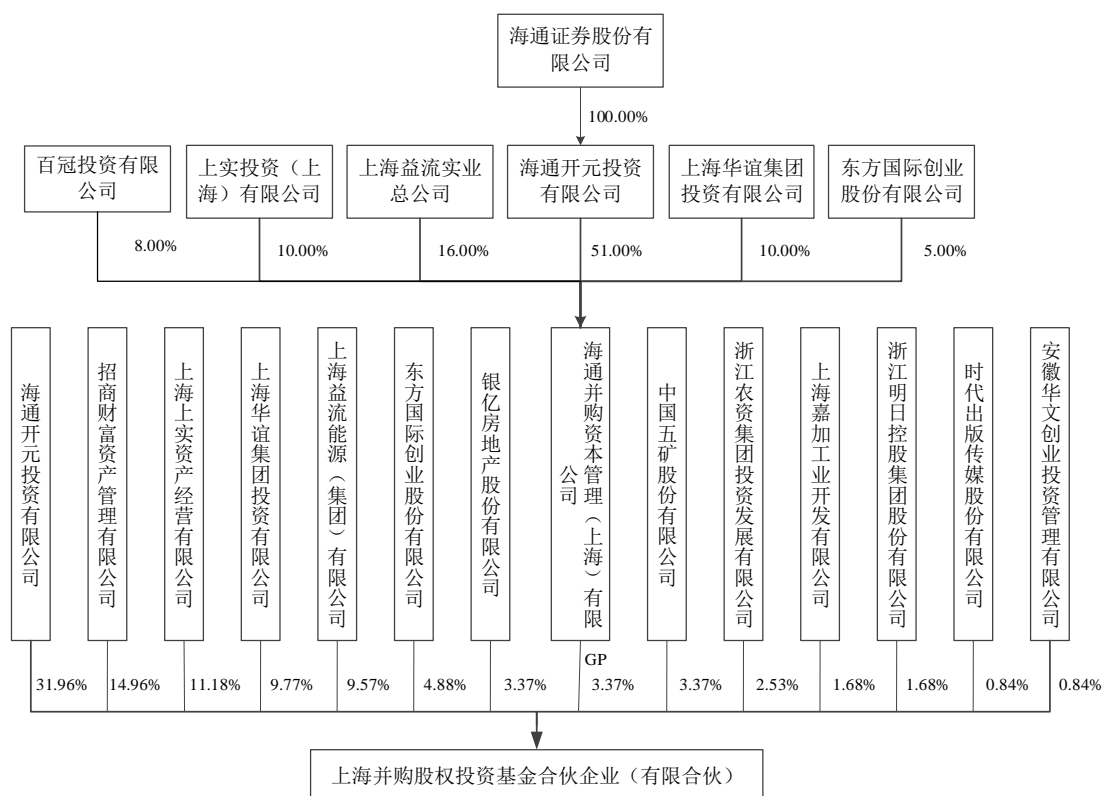 海通证券股份有
限公司
100.00%
百冠投资有限
公司
上实投资（上
海）有限公司
上海益流实业
总公司
海通开元投资
有限公司
上海华谊集团
投资有限公司
东方国际创业
股份有限公司
8.00%
10.00%
16.00%
51.00%
10.00%
5.00%
海通开元投资有限公司
招商财富资产管理有限公司
上海上实资产经营有限公司
上海华谊集团投资有限公司
上海益流能源（集团）有限公司
东方国际创业股份有限公司
银亿房地产股份有限公司
海通并购资本管理（上海）有限
公司
中国五矿股份有限公司
浙江农资集团投资发展有限公司
上海嘉加工业开发有限公司
浙江明日控股集团股份有限公司
时代出版传媒股份有限公司
安徽华文创业投资管理有限公司
GP
31.96%
14.96%
11.18%
9.77%
9.57%
4.88%
3.37%
3.37%
3.37%
2.53%
1.68%
1.68%
0.84%
0.84%
上海并购股权投资基金合伙企业（有限合伙）